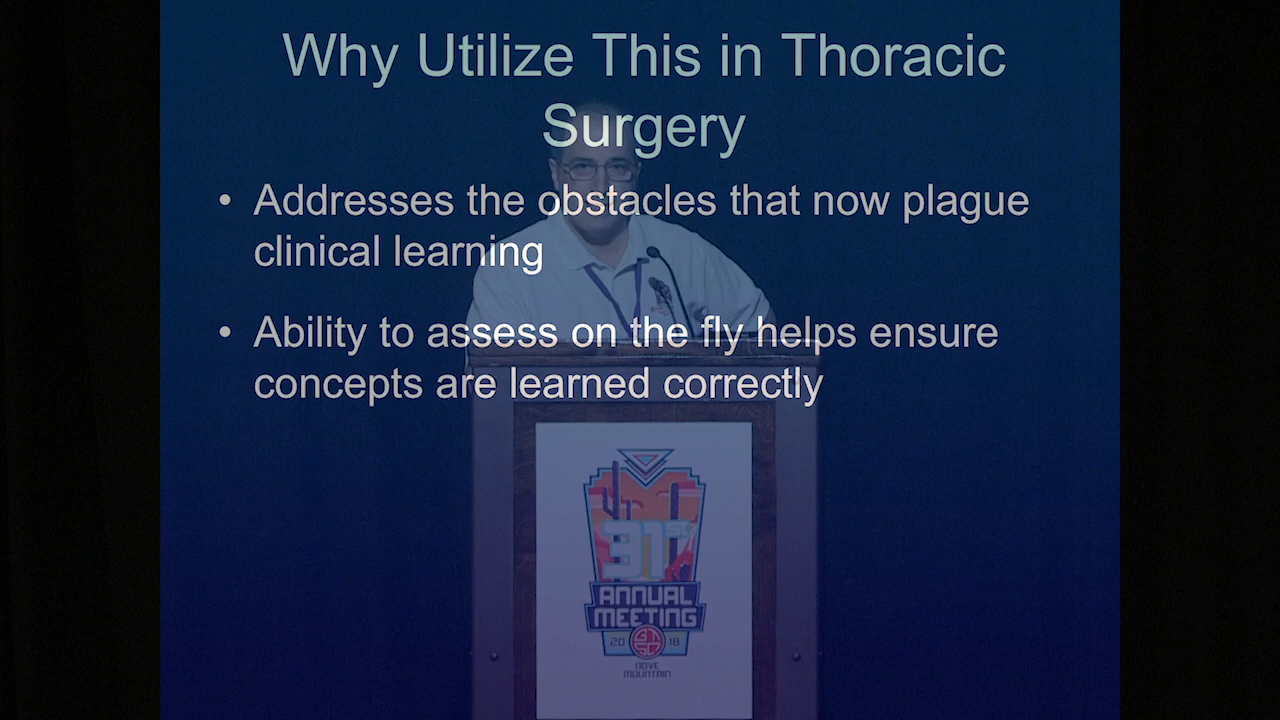 Why Utilize This in Thoracic
Surgery
• Addresses the obstacles that now plague
clinical learning
• Ability to assess on the fly helps ensure
concepts are learned correctly
31ST
ANNUAL
MEETING
20 18
DOVE
MOUNTAIN